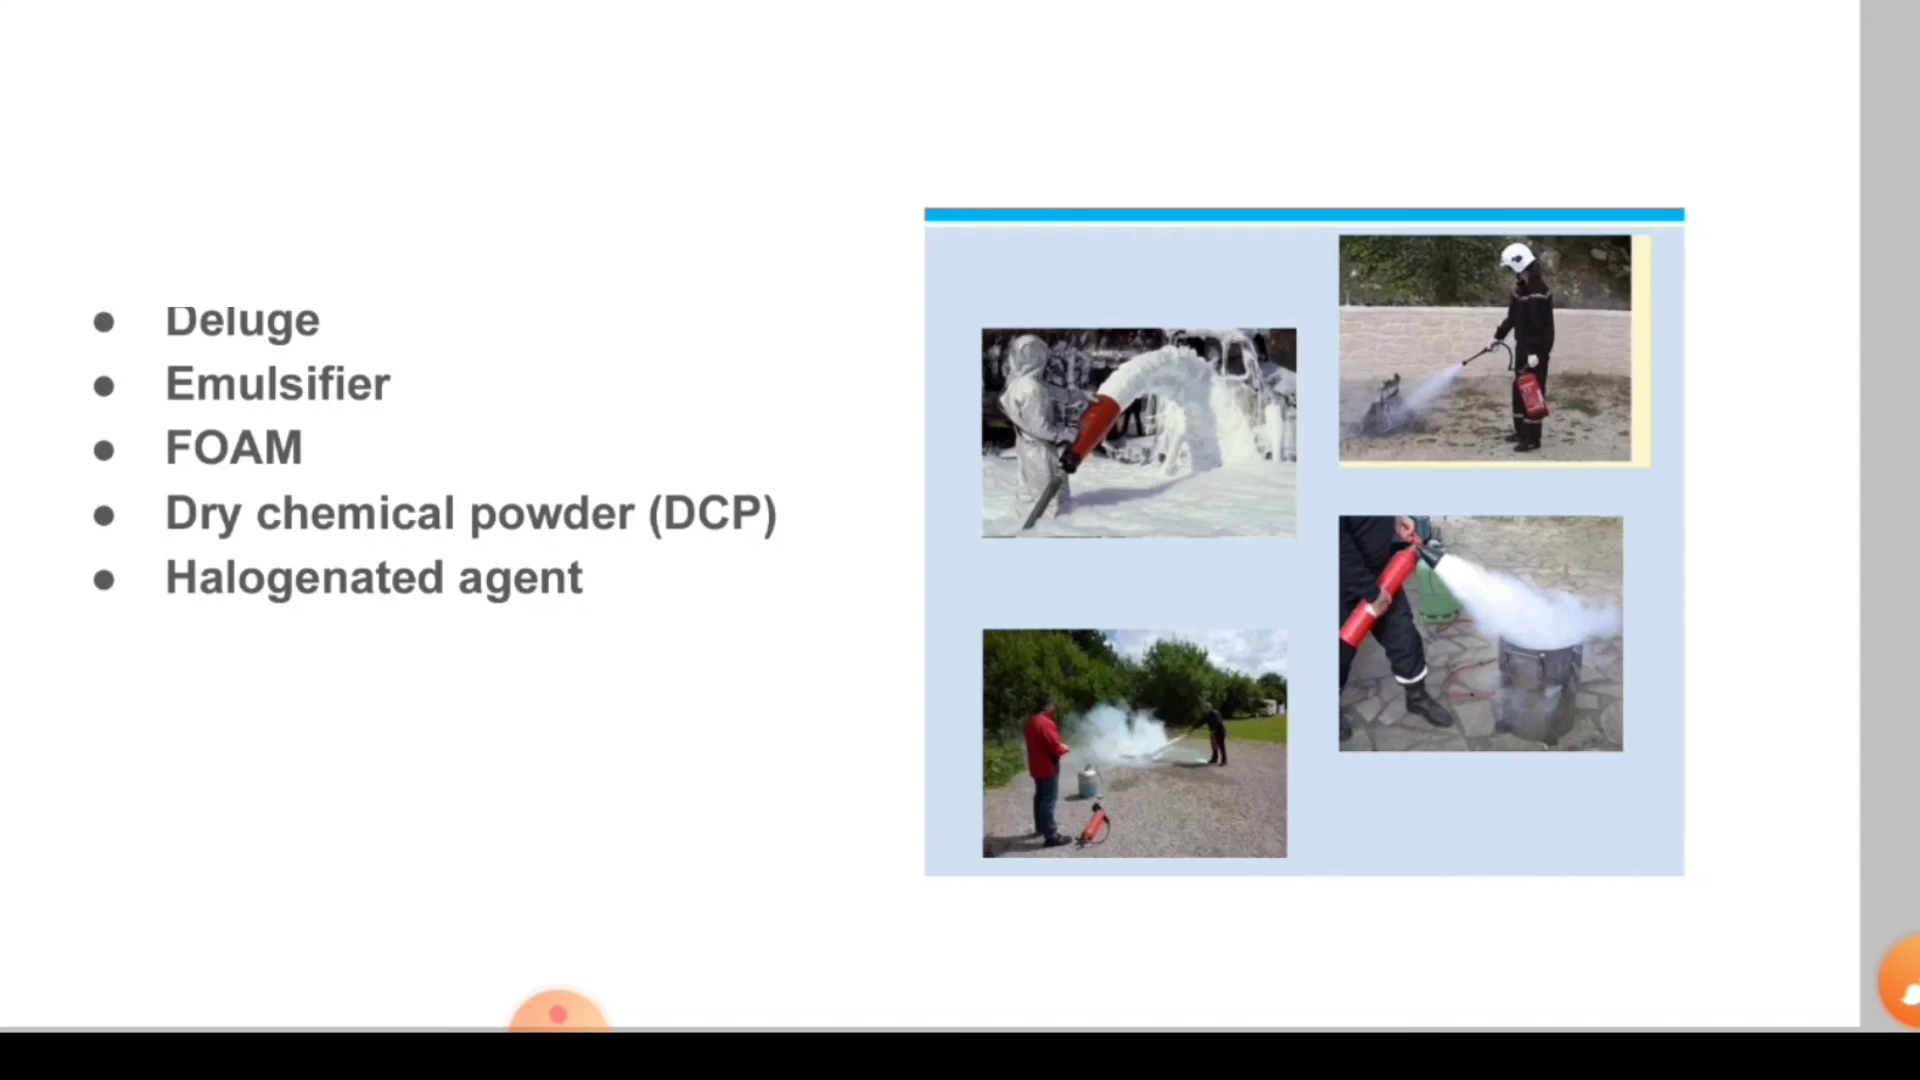 Deluge
Emulsifier
FOAM
Dry chemical powder (DCP)
Halogenated agent